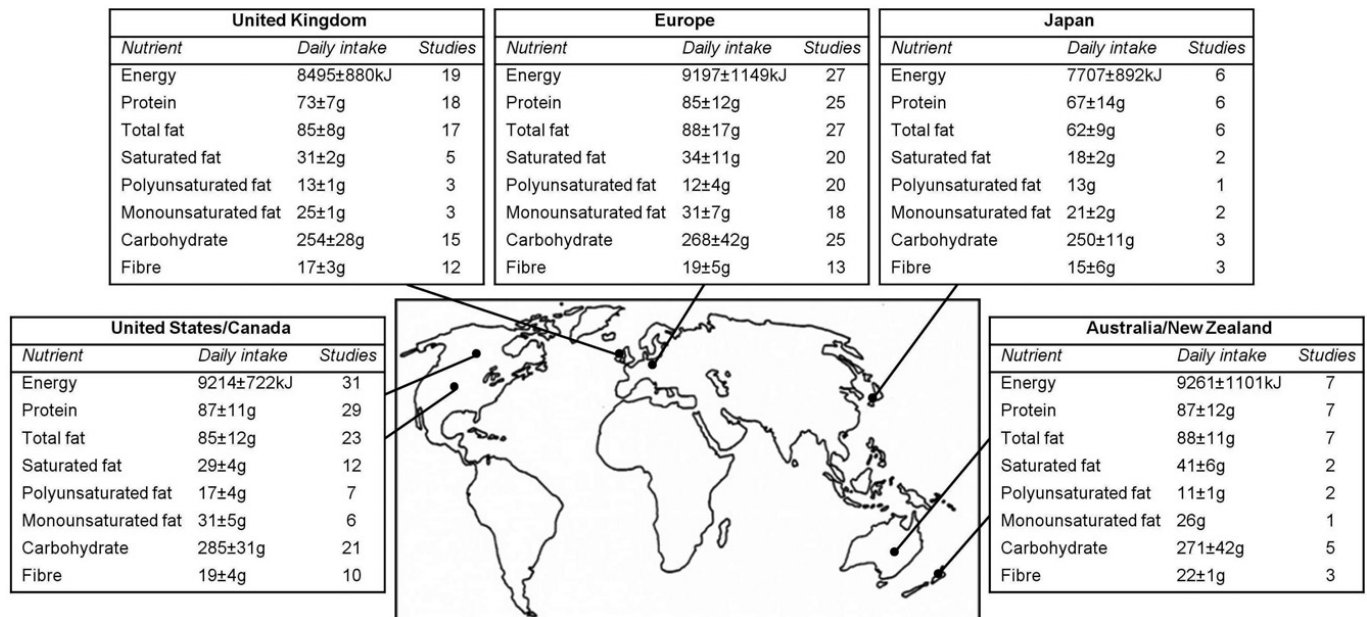 United Kingdom
Nutrient Daily intake Studies
Energy 8495±880kJ 19
Protein 73±7g 18
Total fat 85±8g 17
Saturated fat 31±2g 5
Polyunsaturated fat 13±1g 3
Monounsaturated fat 25±1g 3
Carbohydrate 254±28g 15
Fibre 17±3g 12
Europe
Nutrient Daily intake Studies
Energy 9197±1149kJ 27
Protein 85±12g 25
Total fat 88±17g 27
Saturated fat 34±11g 20
Polyunsaturated fat 12±4g 20
Monounsaturated fat 31±7g 18
Carbohydrate 268±42g 25
Fibre 19±5g 13
Japan
Nutrient Daily intake Studies
Energy 7707±892kJ 6
Protein 67±14g 6
Total fat 62±9g 6
Saturated fat 18±2g 2
Polyunsaturated fat 13g 1
Monounsaturated fat 21±2g 2
Carbohydrate 250±11g 3
Fibre 15±6g 3
United States/Canada
Nutrient Daily intake Studies
Energy 9214±722kJ 31
Protein 87±11g 29
Total fat 85±12g 23
Saturated fat 29±4g 12
Polyunsaturated fat 17±4g 7
Monounsaturated fat 31±5g 6
Carbohydrate 285±31g 21
Fibre 19±4g 10
Australia/New Zealand
Nutrient Daily intake Studies
Energy 9261±1101kJ 7
Protein 87±12g 7
Total fat 88±11g 7
Saturated fat 41±6g 2
Polyunsaturated fat 11±1g 2
Monounsaturated fat 26g 1
Carbohydrate 271±42g 5
Fibre 22±1g 3